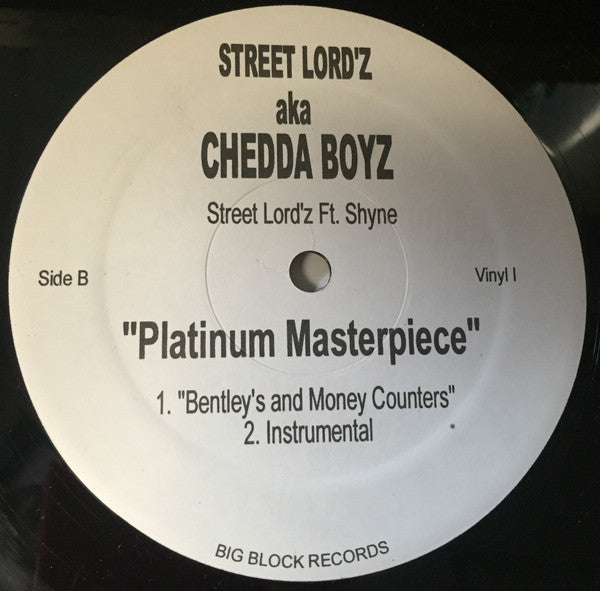 STREET LORD'Z
aka
CHEDDA BOYZ
Street Lord'z Ft. Shyne
Side B
Vinyl I
"Platinum Masterpiece"
1. "Bentley's and Money Counters"
2. Instrumental
BIG BLOCK RECORDS